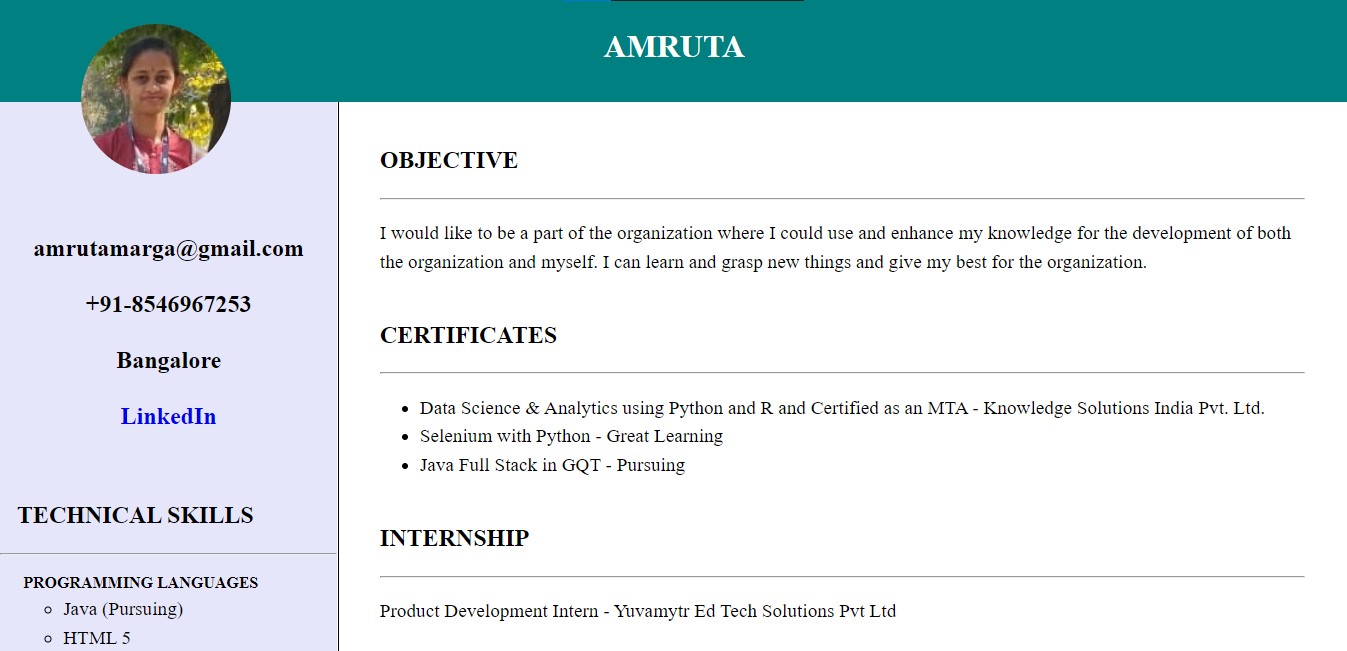 AMRUTA
amrutamarga@gmail.com
+91-8546967253
Bangalore
LinkedIn
TECHNICAL SKILLS
PROGRAMMING LANGUAGES
Java (Pursuing)
HTML 5
OBJECTIVE
I would like to be a part of the organization where I could use and enhance my knowledge for the development of both
the organization and myself. I can learn and grasp new things and give my best for the organization.
CERTIFICATES
Data Science & Analytics using Python and R and Certified as an MTA - Knowledge Solutions India Pvt. Ltd.
Selenium with Python - Great Learning
Java Full Stack in GQT - Pursuing
INTERNSHIP
Product Development Intern - Yuvamytr Ed Tech Solutions Pvt Ltd